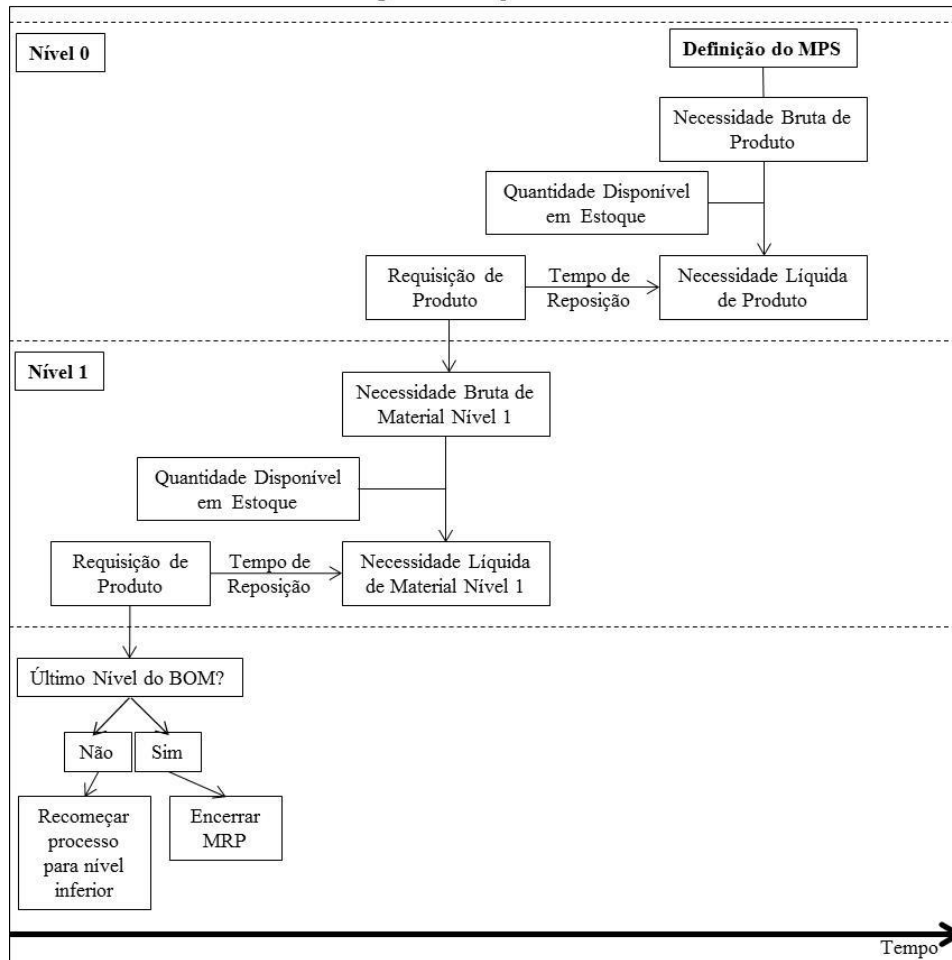 Nível 0
Definição do MPS
Necessidade Bruta de
Produto
Quantidade Disponível
em Estoque
Requisição de
Produto
Tempo de
Reposição
Necessidade Líquida
de Produto
Nível 1
Necessidade Bruta de
Material Nível 1
Quantidade Disponível
em Estoque
Requisição de
Produto
Tempo de
Reposição
Necessidade Líquida
de Material Nível 1
Último Nível do BOM?
Não
Sim
Recomeçar
processo
para nível
inferior
Encerrar
MRP
Tempo